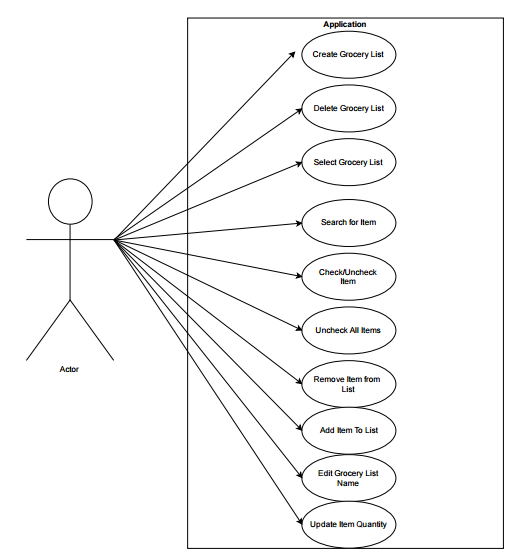 Application
Create Grocery List
Delete Grocery List
Select Grocery List
Search for Item
Check/Uncheck
Item
Uncheck All Items
Remove Item from
List
Actor
Add Item To List
Edit Grocery List
Name
Update Item Quantity